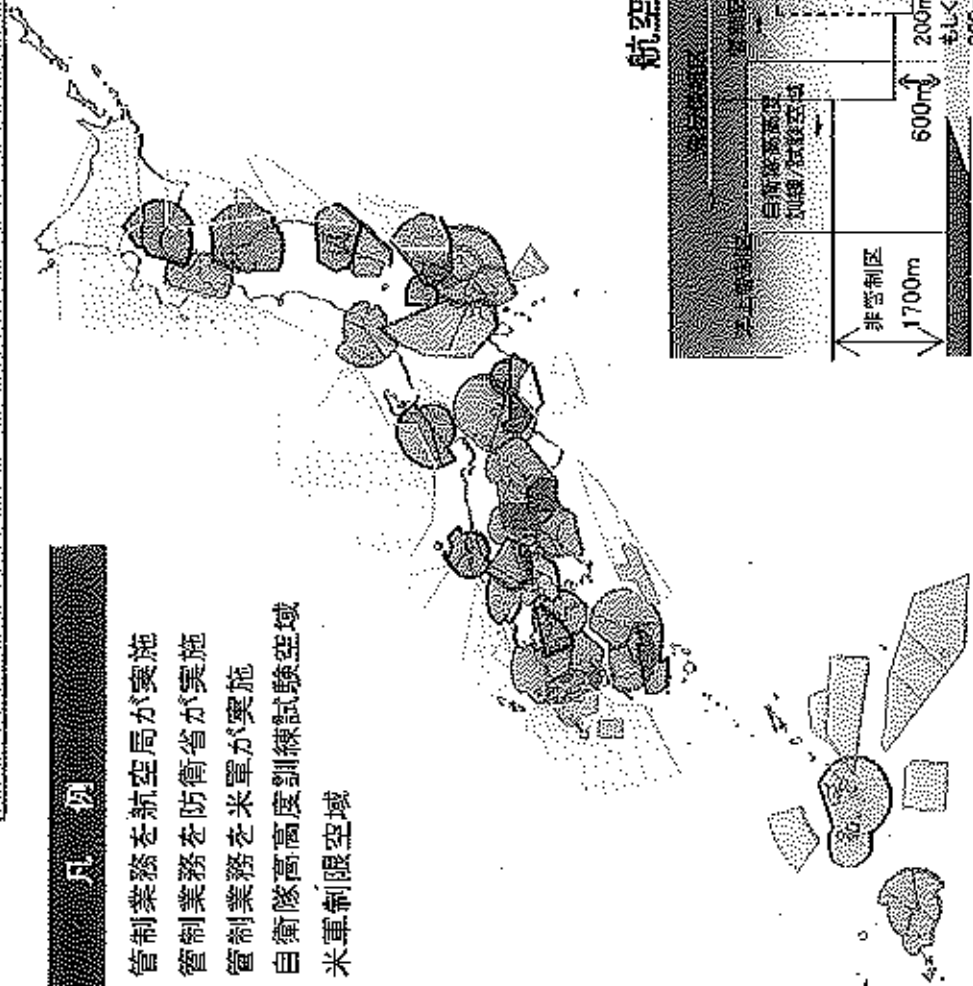 凡例
管制業務を航空局が実施
管制業務を防衛省が実施
管制業務を米軍が実施
自衛隊高高度訓練試験空域
米軍制限空域
航空
自衛隊高高度
訓練/試験空域
非管制区
1700m
600m
200m
もしく